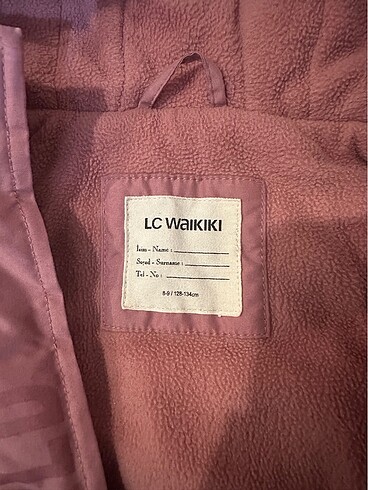 LC WAIKIKI
İsim - Name :
Soyad - Surname :
Tel - No :
8-9 / 128-134cm